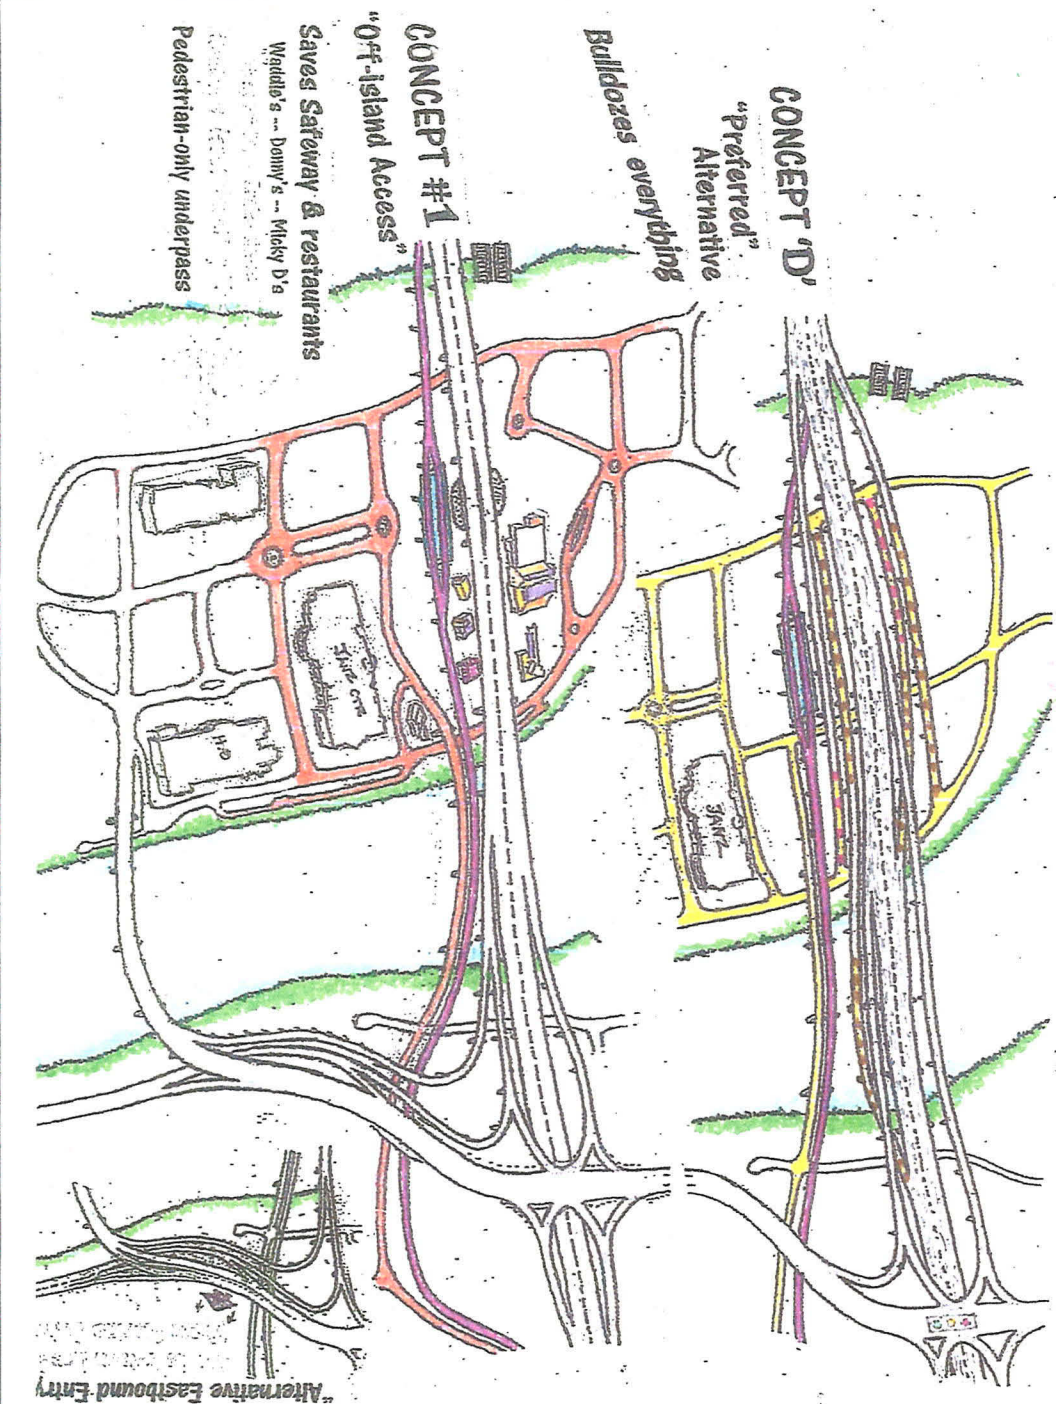 CONCEPT 'D'
"Preferred"
Alternative
Bulldozes everything
CONCEPT #1
"Off-island Access"
Saves Safeway & restaurants
Waddle's -- Denny's -- Micky D's
Pedestrian-only underpass
JANTZ
"Alternative Eastbound Entry